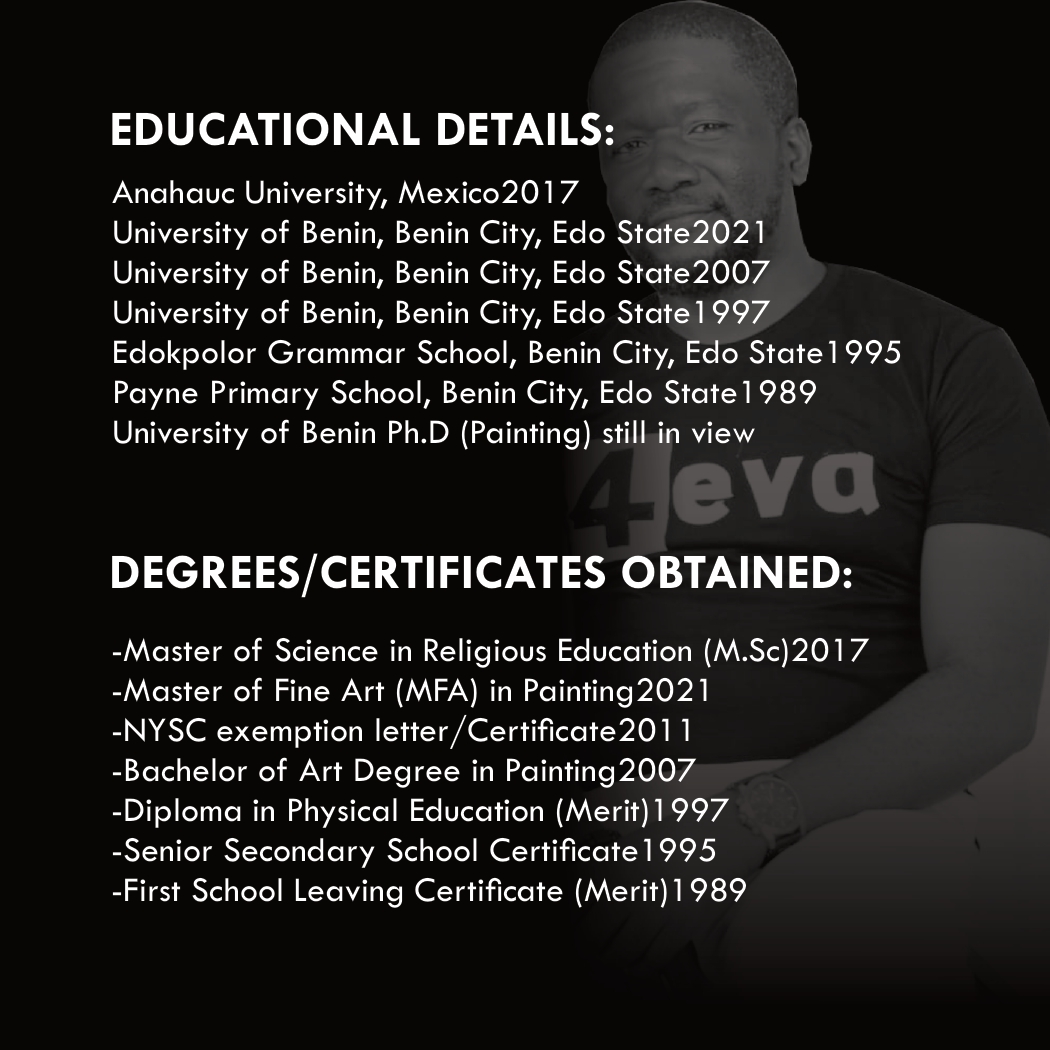 EDUCATIONAL DETAILS:
Anahauc University, Mexico2017
University of Benin, Benin City, Edo State2021
University of Benin, Benin City, Edo State2007
University of Benin, Benin City, Edo State1997
Edokpolor Grammar School, Benin City, Edo State1995
Payne Primary School, Benin City, Edo State1989
University of Benin Ph.D (Painting) still in view
4eva
DEGREES/CERTIFICATES OBTAINED:
-Master of Science in Religious Education (M.Sc)2017
-Master of Fine Art (MFA) in Painting2021
-NYSC exemption letter/Certificate2011
-Bachelor of Art Degree in Painting2007
-Diploma in Physical Education (Merit)1997
-Senior Secondary School Certificate1995
-First School Leaving Certificate (Merit)1989